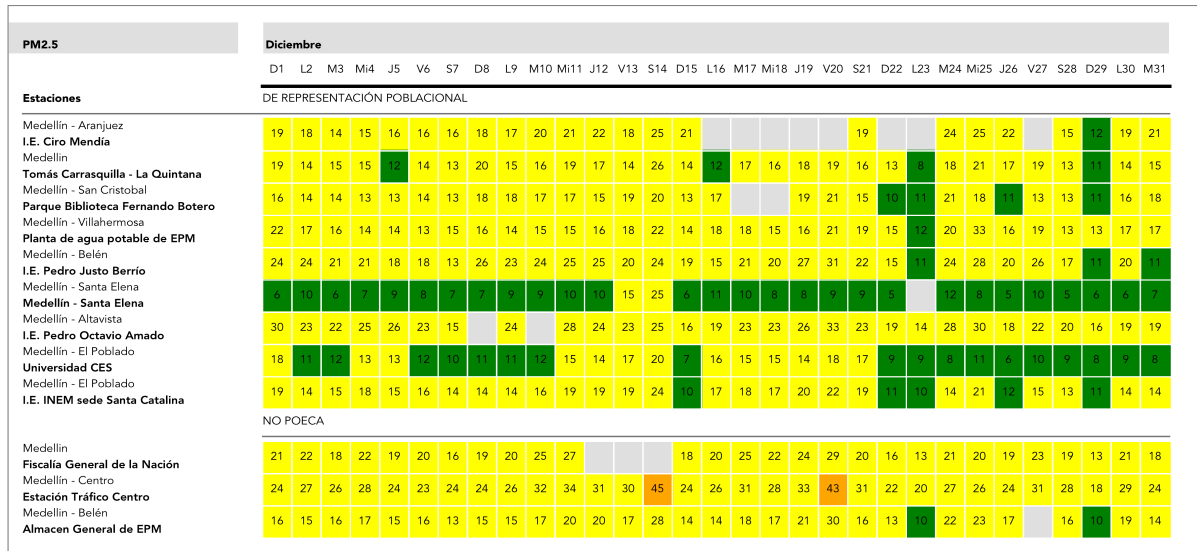 PM2.5 Diciembre
D1 L2 M3 Mi4 J5 V6 S7 D8 L9 M10 Mi11 J12 V13 S14 D15 L16 M17 Mi18 J19 V20 S21 D22 L23 M24 Mi25 J26 V27 S28 D29 L30 M31
Estaciones DE REPRESENTACIÓN POBLACIONAL
Medellín - Aranjuez
I.E. Ciro Mendía
19 18 14 15 16 16 16 18 17 20 21 22 18 25 21 19 24 25 22 15 12 19 21
Medellin
Tomás Carrasquilla - La Quintana
19 14 15 15 12 14 13 20 15 16 19 17 14 26 14 12 17 16 18 19 16 13 8 18 21 17 19 13 11 14 15
Medellín - San Cristobal
Parque Biblioteca Fernando Botero
16 14 14 13 13 14 13 18 18 17 17 15 19 20 13 17 19 21 15 10 11 21 18 11 13 13 11 16 18
Medellín - Villahermosa
Planta de agua potable de EPM
22 17 16 14 14 13 15 16 14 15 15 16 18 22 14 18 18 15 16 21 19 15 12 20 33 16 19 13 13 17 17
Medellín - Belén
I.E. Pedro Justo Berrío
24 24 21 21 18 18 13 26 23 24 25 25 20 24 19 15 21 20 27 31 22 15 11 24 28 20 26 17 11 20 11
Medellín - Santa Elena
Medellín - Santa Elena
6 10 6 7 9 8 7 7 9 9 10 10 15 25 6 11 10 8 8 9 9 5 12 8 5 10 5 6 6 7
Medellín - Altavista
I.E. Pedro Octavio Amado
30 23 22 25 26 23 15 24 28 24 23 25 16 19 23 23 26 33 23 19 14 28 30 18 22 20 16 19 19
Medellín - El Poblado
Universidad CES
18 11 12 13 13 12 10 11 11 12 15 14 17 20 7 16 15 15 14 18 17 9 9 8 11 6 10 9 8 9 8
Medellín - El Poblado
I.E. INEM sede Santa Catalina
19 14 15 18 15 16 14 14 14 16 19 19 15 24 10 17 18 17 20 22 19 11 10 14 21 12 15 13 11 14 14
NO POECA
Medellin
Fiscalía General de la Nación
21 22 18 22 19 20 16 19 20 25 27 18 20 25 22 24 29 20 16 13 21 20 19 23 19 13 21 18
Medellín - Centro
Estación Tráfico Centro
24 27 26 28 24 23 24 24 26 32 34 31 30 45 24 26 31 28 33 43 31 22 20 27 26 24 31 28 18 29 24
Medellin - Belén
Almacen General de EPM
16 15 16 17 15 16 13 15 15 17 20 20 17 28 14 14 18 17 21 30 16 13 10 22 23 17 16 10 19 14